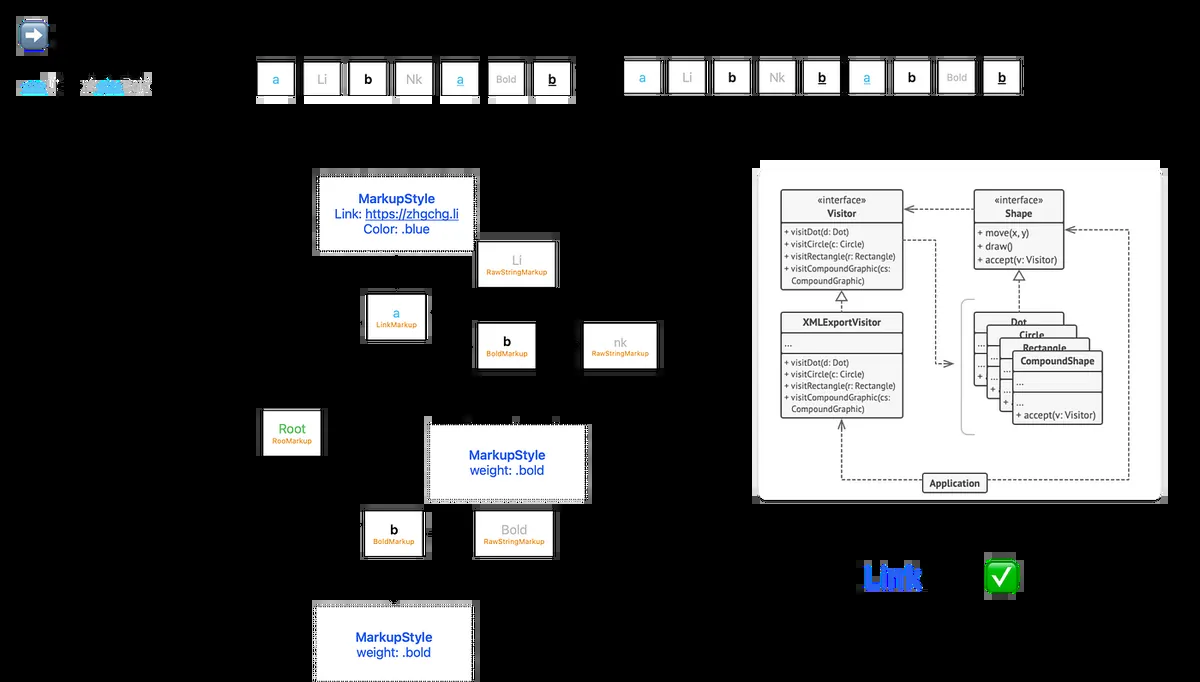 a Li b Nk a Bold b
a Li b Nk b a b Bold b
MarkupStyle
Link: https://zhgchg.li
Color: .blue
Li
RawStringMarkup
a
LinkMarkup
b
BoldMarkup
nk
RawStringMarkup
Root
RooMarkup
MarkupStyle
weight: .bold
b
BoldMarkup
Bold
RawStringMarkup
MarkupStyle
weight: .bold
«interface»
Visitor
+ visitDot(d: Dot)
+ visitCircle(c: Circle)
+ visitRectangle(r: Rectangle)
+ visitCompoundGraphic(cs:
CompoundGraphic)
«interface»
Shape
+ move(x, y)
+ draw()
+ accept(v: Visitor)
XMLExportVisitor
...
+ visitDot(d: Dot)
+ visitCircle(c: Circle)
+ visitRectangle(r: Rectangle)
+ visitCompoundGraphic(cs:
CompoundGraphic)
Dot
...
...
+
Circle
...
...
+
Rectangle
...
...
+
CompoundShape
...
...
+ accept(v: Visitor)
Application
Link